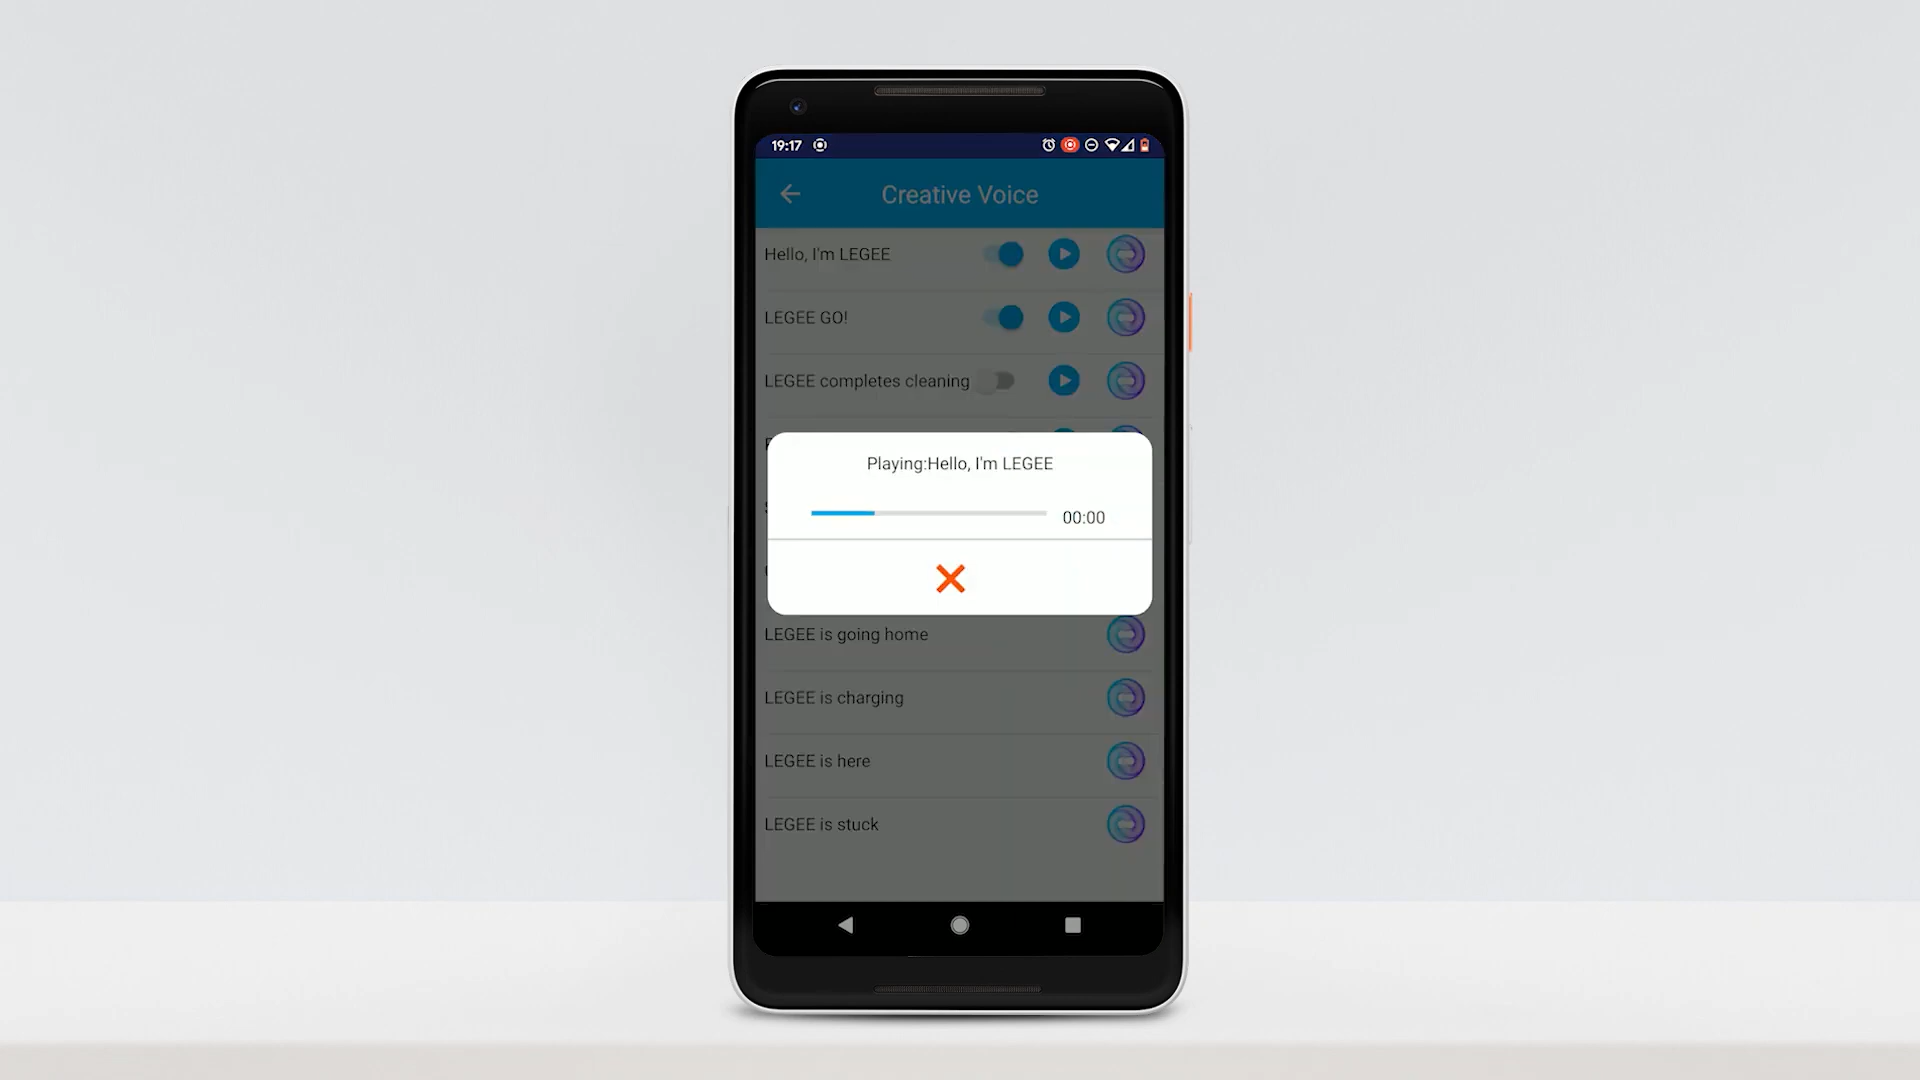 19:17
Creative Voice
Hello, I'm LEGEE
LEGEE GO!
LEGEE completes cleaning
Playing:Hello, I'm LEGEE
00:00
LEGEE is going home
LEGEE is charging
LEGEE is here
LEGEE is stuck